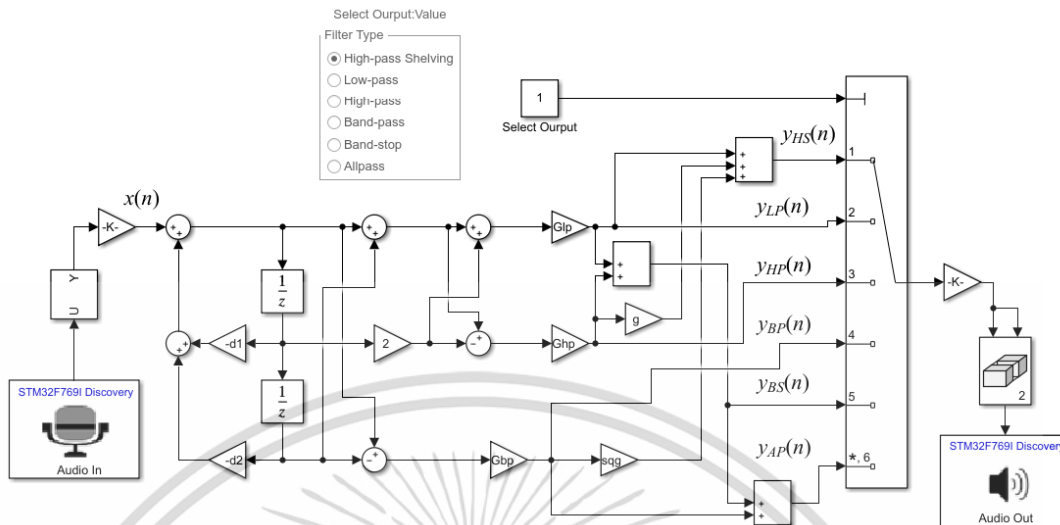 Select Ourput:Value
Filter Type
High-pass Shelving
Low-pass
High-pass
Band-pass
Band-stop
Allpass
1
Select Ourput
x(n)
-K-
Y
U
STM32F769I Discovery
Audio In
+
+
+
+
+
+
+
+
1
z
1
z
-d1
-d2
2
+
+
+
+
−
+
−
+
Glp
Ghp
Gbp
+
+
g
sqg
+
+
+
+
+
yHS(n)
yLP(n)
yHP(n)
yBP(n)
yBS(n)
yAP(n)
1
2
3
4
5
*, 6
-K-
2
STM32F769I Discovery
Audio Out